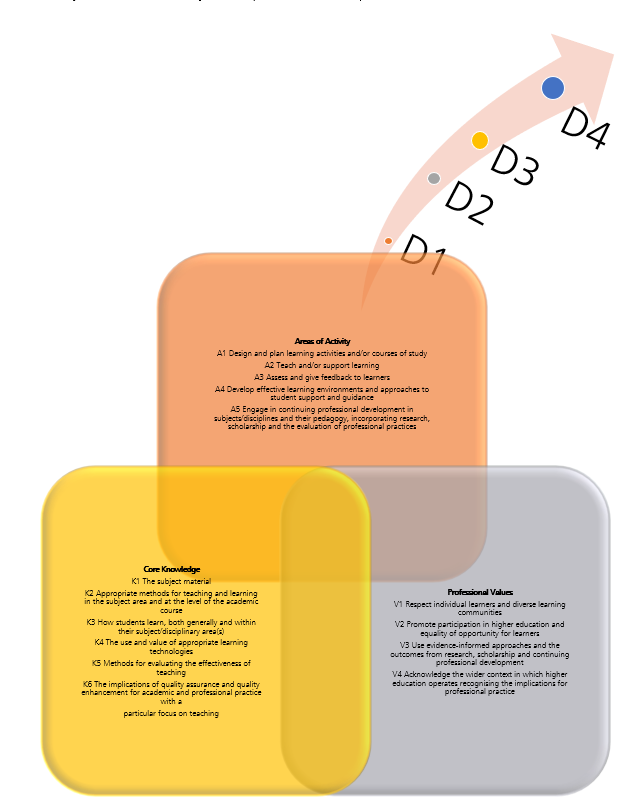 D4
D3
D2
D1
Areas of Activity
A1 Design and plan learning activities and/or courses of study
A2 Teach and/or support learning
A3 Assess and give feedback to learners
A4 Develop effective learning environments and approaches to
student support and guidance
A5 Engage in continuing professional development in
subjects/disciplines and their pedagogy, incorporating research,
scholarship and the evaluation of professional practices
Core Knowledge
K1 The subject material
K2 Appropriate methods for teaching and learning
in the subject area and at the level of the academic
course
K3 How students learn, both generally and within
their subject/disciplinary area(s)
K4 The use and value of appropriate learning
technologies
K5 Methods for evaluating the effectiveness of
teaching
K6 The implications of quality assurance and quality
enhancement for academic and professional practice
with a
particular focus on teaching
Professional Values
V1 Respect individual learners and diverse learning
communities
V2 Promote participation in higher education and
equality of opportunity for learners
V3 Use evidence-informed approaches and the
outcomes from research, scholarship and continuing
professional development
V4 Acknowledge the wider context in which higher
education operates recognising the implications for
professional practice